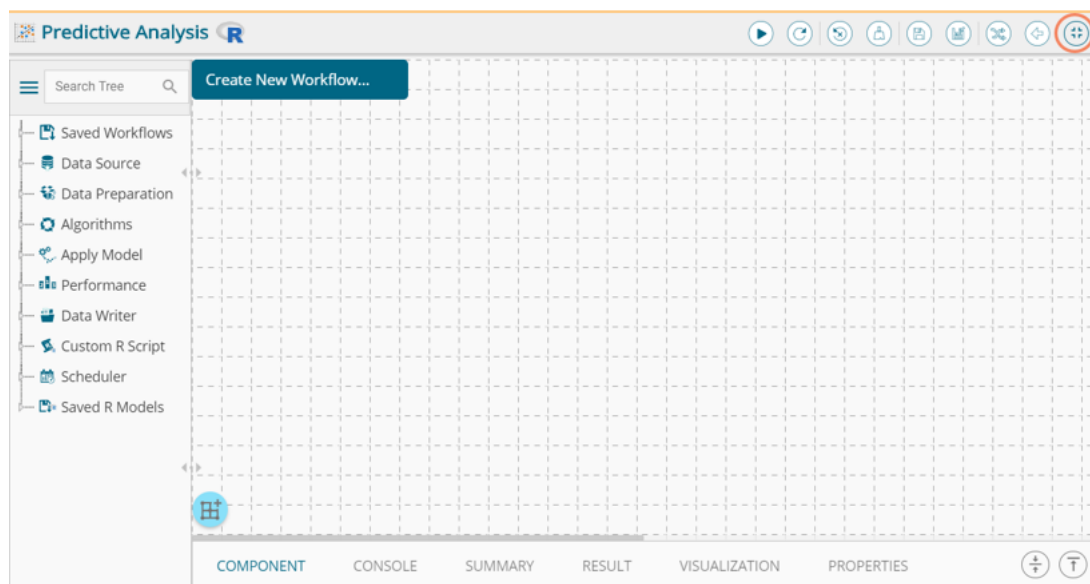 Predictive Analysis R
Search Tree
Create New Workflow...
Saved Workflows
Data Source
Data Preparation
Algorithms
Apply Model
Performance
Data Writer
Custom R Script
Scheduler
Saved R Models
COMPONENT CONSOLE SUMMARY RESULT VISUALIZATION PROPERTIES